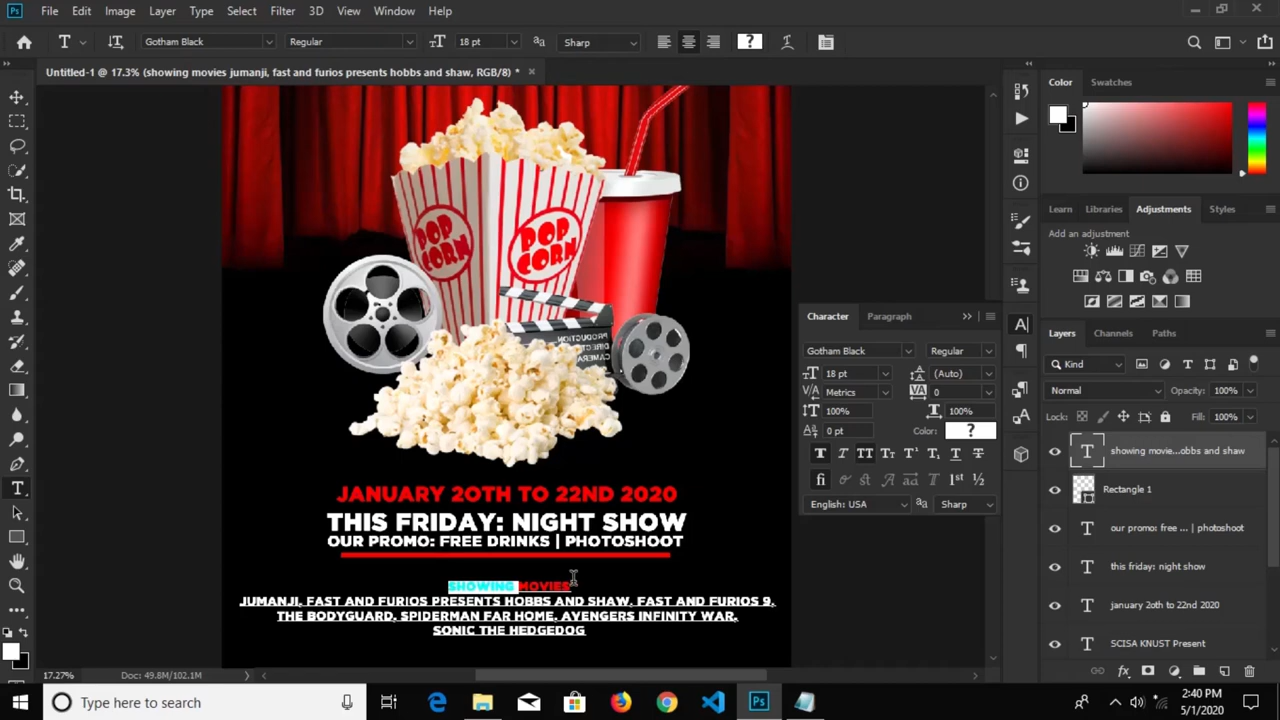 File Edit Image Layer Type Select Filter 3D View Window Help
Gotham Black Regular 18 pt Sharp
Untitled-1 @ 17.3% (showing movies jumanji, fast and furios presents hobbs and shaw, RGB/8) *
POP CORN
POP CORN
PRODUCTION
DIRECTOR
CAMERA
JANUARY 20TH TO 22ND 2020
THIS FRIDAY: NIGHT SHOW
OUR PROMO: FREE DRINKS | PHOTOSHOOT
SHOWING MOVIES
JUMANJI, FAST AND FURIOS PRESENTS HOBBS AND SHAW, FAST AND FURIOS 9,
THE BODYGUARD, SPIDERMAN FAR HOME, AVENGERS INFINITY WAR,
SONIC THE HEDGEDOG
Character Paragraph
Gotham Black Regular
18 pt (Auto)
Metrics 0
100% 100%
0 pt Color: ?
English: USA Sharp
Color Swatches
Learn Libraries Adjustments Styles
Add an adjustment
Layers Channels Paths
Kind
Normal Opacity: 100%
Lock: Fill: 100%
showing movie...obbs and shaw
Rectangle 1
our promo: free ... | photoshoot
this friday: night show
january 2oth to 22nd 2020
SCISA KNUST Present
17.27% Doc: 49.8M/102.1M
Type here to search
2:40 PM
5/1/2020